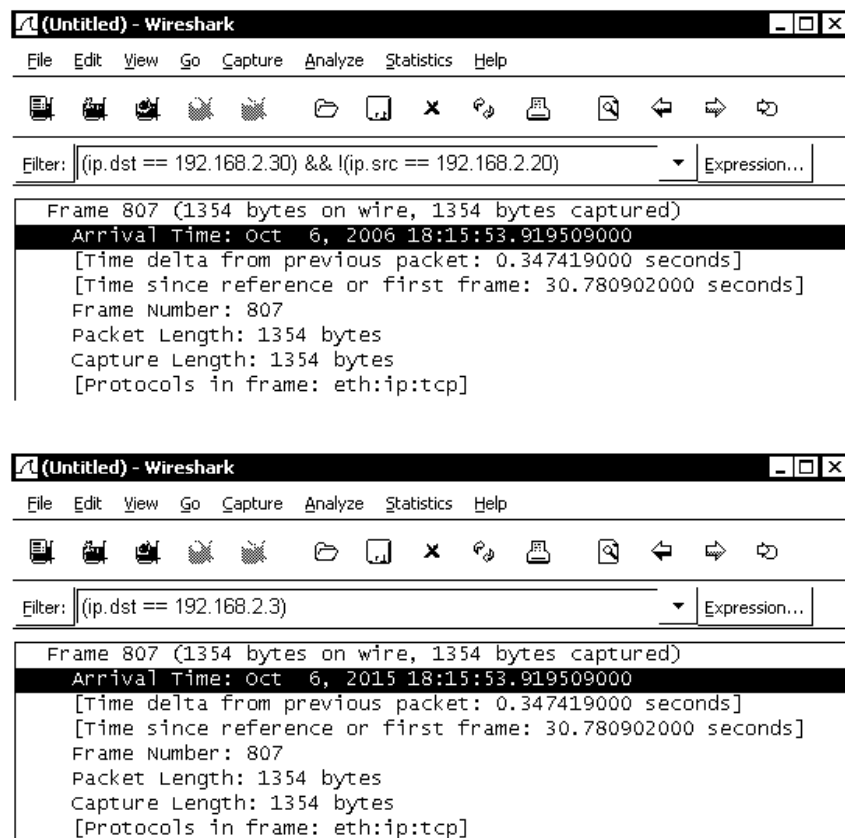 (Untitled) - Wireshark
File Edit View Go Capture Analyze Statistics Help
Filter: (ip.dst == 192.168.2.30) && !(ip.src == 192.168.2.20) Expression...
Frame 807 (1354 bytes on wire, 1354 bytes captured)
Arrival Time: Oct 6, 2006 18:15:53.919509000
[Time delta from previous packet: 0.347419000 seconds]
[Time since reference or first frame: 30.780902000 seconds]
Frame Number: 807
Packet Length: 1354 bytes
Capture Length: 1354 bytes
[Protocols in frame: eth:ip:tcp]
(Untitled) - Wireshark
File Edit View Go Capture Analyze Statistics Help
Filter: (ip.dst == 192.168.2.3) Expression...
Frame 807 (1354 bytes on wire, 1354 bytes captured)
Arrival Time: Oct 6, 2015 18:15:53.919509000
[Time delta from previous packet: 0.347419000 seconds]
[Time since reference or first frame: 30.780902000 seconds]
Frame Number: 807
Packet Length: 1354 bytes
Capture Length: 1354 bytes
[Protocols in frame: eth:ip:tcp]